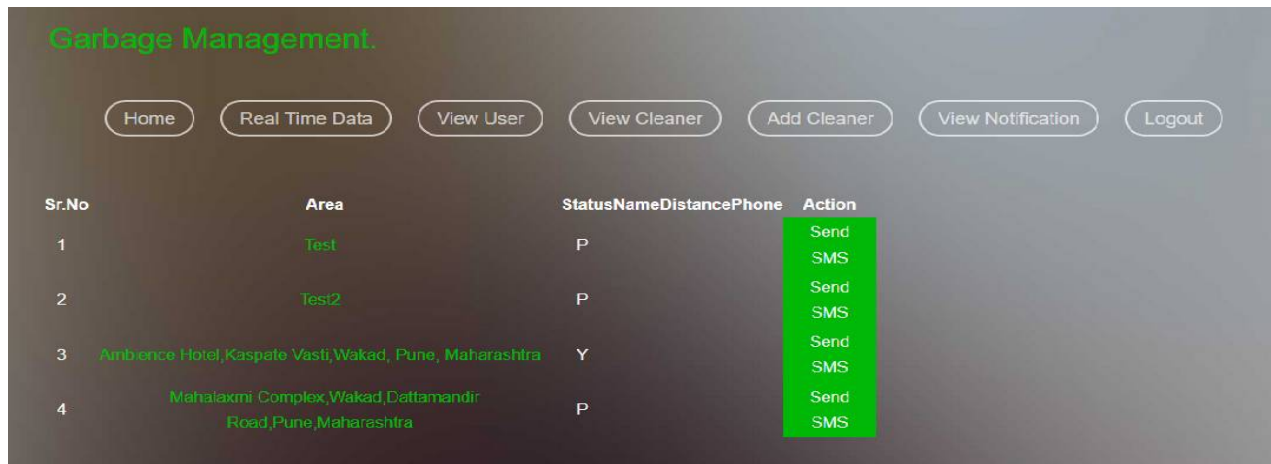 Garbage Management.
Home Real Time Data View User View Cleaner Add Cleaner View Notification Logout
Sr.No Area StatusNameDistancePhone Action
1 Test P Send SMS
2 Test2 P Send SMS
3 Ambience Hotel,Kaspate Vasti,Wakad, Pune, Maharashtra Y Send SMS
4 Mahalaxmi Complex,Wakad,Dattamandir Road,Pune,Maharashtra P Send SMS